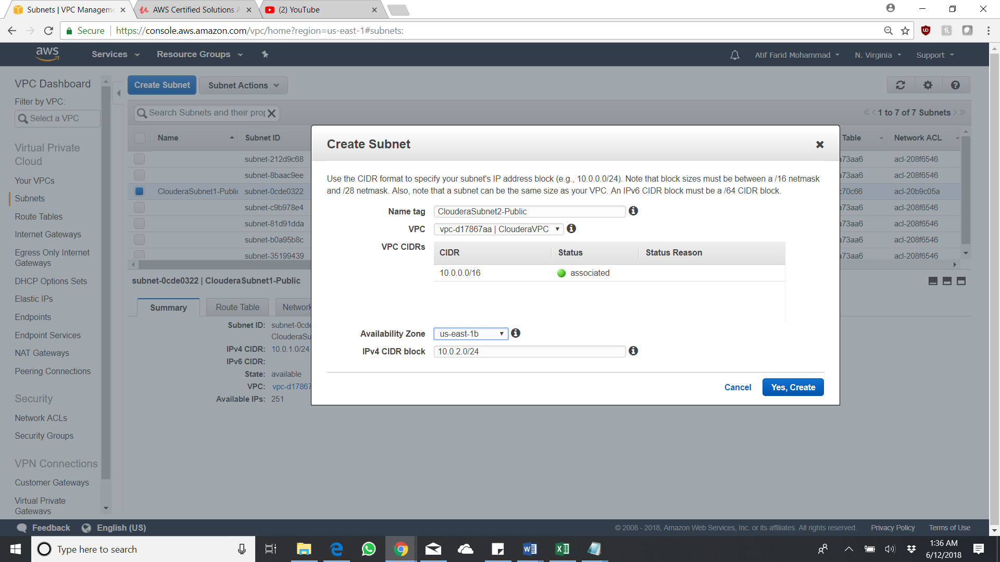 Subnets | VPC Manageme
AWS Certified Solutions A
(2) YouTube
Secure
https://console.aws.amazon.com/vpc/home?region=us-east-1#subnets:
aws
Services
Resource Groups
Atif Farid Mohammad
N. Virginia
Support
VPC Dashboard
Filter by VPC:
Select a VPC
Virtual Private
Cloud
Your VPCs
Subnets
Route Tables
Internet Gateways
Egress Only Internet
Gateways
DHCP Options Sets
Elastic IPs
Endpoints
Endpoint Services
NAT Gateways
Peering Connections
Security
Network ACLs
Security Groups
VPN Connections
Customer Gateways
Virtual Private
Gateways
Create Subnet
Subnet Actions
Search Subnets and their prop
1 to 7 of 7 Subnets
Name Subnet ID Table Network ACL
subnet-212d9c68 a73aa6 acl-208f6546
subnet-8baac9ee a73aa6 acl-208f6546
ClouderaSubnet1-Public subnet-0cde0322 c70c66 acl-20b9c05a
subnet-c9b978e4 a73aa6 acl-208f6546
subnet-81d91dda a73aa6 acl-208f6546
subnet-b0a95b8c a73aa6 acl-208f6546
subnet-35199439 a73aa6 acl-208f6546
subnet-0cde0322 | ClouderaSubnet1-Public
Summary
Route Table
Network
Subnet ID: subnet-0cde
ClouderaSu
IPv4 CIDR: 10.0.1.0/24
IPv6 CIDR:
State: available
VPC: vpc-d17867
Available IPs: 251
Create Subnet
Use the CIDR format to specify your subnet's IP address block (e.g., 10.0.0.0/24). Note that block sizes must be between a /16 netmask
and /28 netmask. Also, note that a subnet can be the same size as your VPC. An IPv6 CIDR block must be a /64 CIDR block.
Name tag ClouderaSubnet2-Public
VPC vpc-d17867aa | ClouderaVPC
VPC CIDRs
CIDR Status Status Reason
10.0.0.0/16 associated
Availability Zone us-east-1b
IPv4 CIDR block 10.0.2.0/24
Cancel
Yes, Create
Feedback
English (US)
© 2008 - 2018, Amazon Web Services, Inc. or its affiliates. All rights reserved.
Privacy Policy
Terms of Use
Type here to search
1:36 AM
6/12/2018